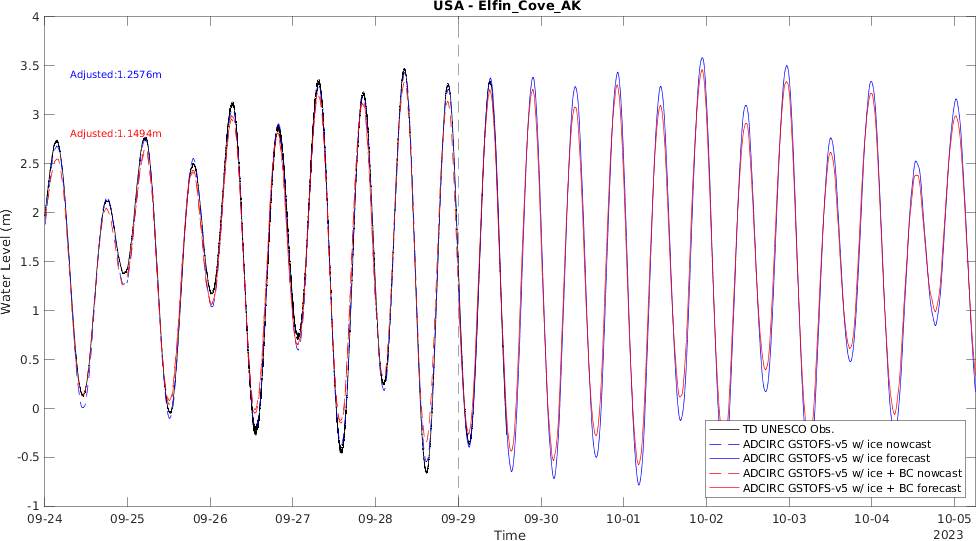 USA - Elfin_Cove_AK
4
3.5
3
2.5
2
1.5
1
0.5
0
-0.5
-1
Water Level (m)
Adjusted:1.2576m
Adjusted:1.1494m
TD UNESCO Obs.
ADCIRC GSTOFS-v5 w/ ice nowcast
ADCIRC GSTOFS-v5 w/ ice forecast
ADCIRC GSTOFS-v5 w/ ice + BC nowcast
ADCIRC GSTOFS-v5 w/ ice + BC forecast
09-24 09-25 09-26 09-27 09-28 09-29 09-30 10-01 10-02 10-03 10-04 10-05
Time
2023